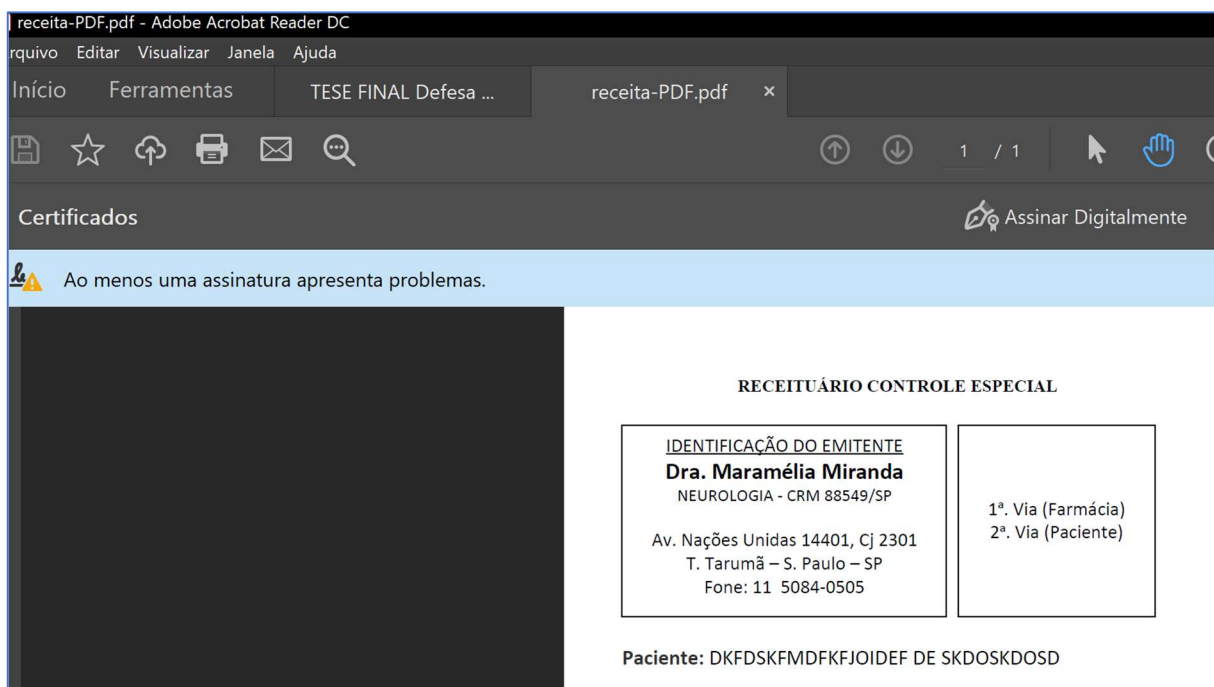 receita-PDF.pdf - Adobe Acrobat Reader DC
rquivo Editar Visualizar Janela Ajuda
Início Ferramentas TESE FINAL Defesa ... receita-PDF.pdf ×
1 / 1
Certificados Assinar Digitalmente
Ao menos uma assinatura apresenta problemas.
RECEITUÁRIO CONTROLE ESPECIAL
IDENTIFICAÇÃO DO EMITENTE
Dra. Maramélia Miranda
NEUROLOGIA - CRM 88549/SP
Av. Nações Unidas 14401, Cj 2301
T. Tarumã – S. Paulo – SP
Fone: 11 5084-0505
1ª. Via (Farmácia)
2ª. Via (Paciente)
Paciente: DKFDSKFMDFKFJOIDEF DE SKDOSKDOSD